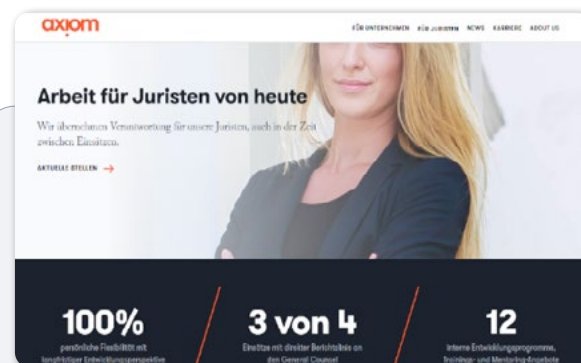 axiom
FÜR UNTERNEHMEN FÜR JURISTEN NEWS KARRIERE ABOUT US
Arbeit für Juristen von heute
Wir übernehmen Verantwortung für unsere Juristen, auch in der Zeit
zwischen Einsätzen.
AKTUELLE STELLEN →
100%
persönliche Flexibilität mit
langfristiger Entwicklungsperspektive
3 von 4
Einsätze mit direkter Berichtslinie an
den General Counsel
12
Interne Entwicklungsprogramme,
Trainings- und Mentoring-Angebote